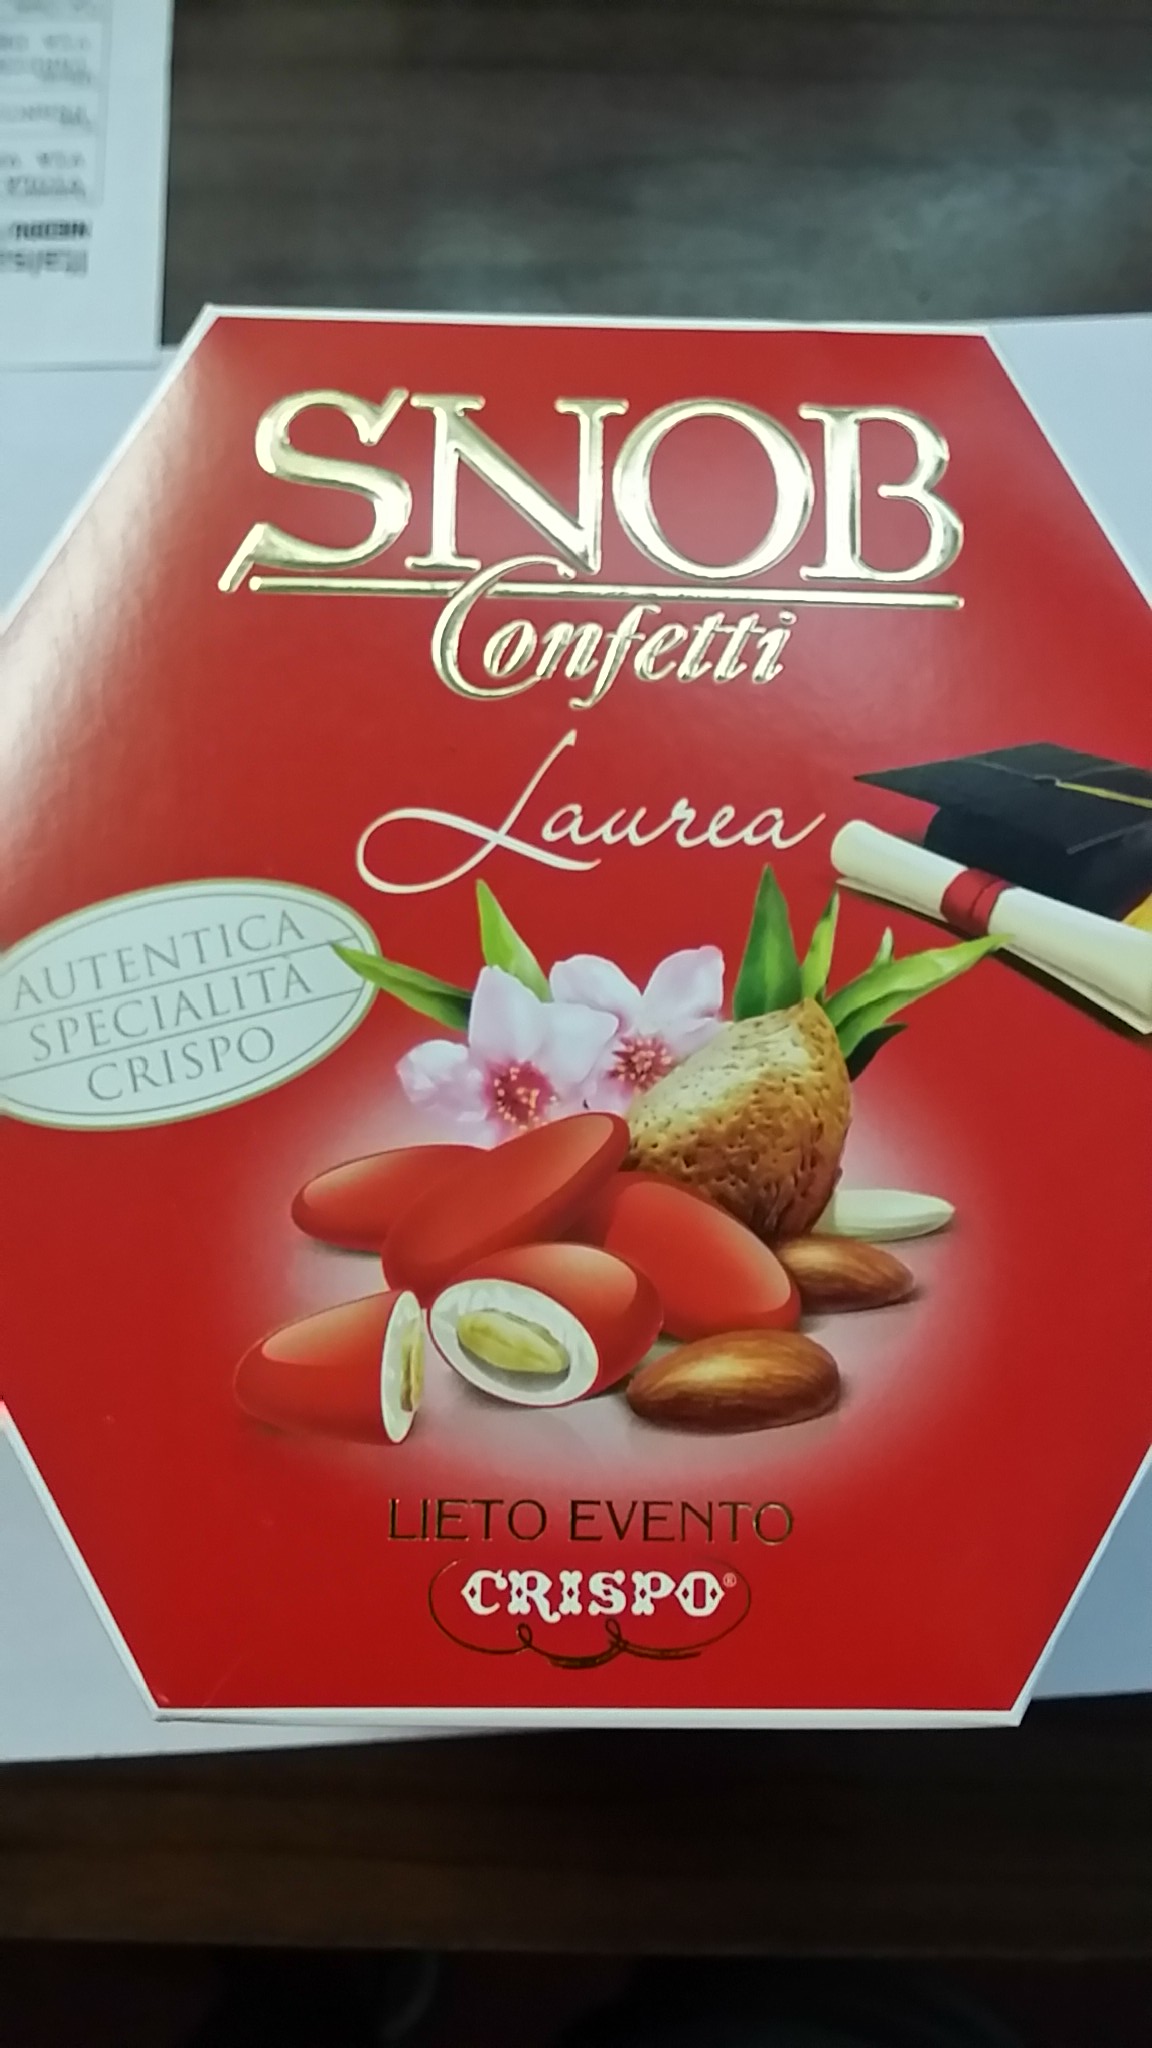 SNOB
Confetti
Laurea
AUTENTICA
SPECIALITÀ
CRISPO
LIETO EVENTO
CRISPO®